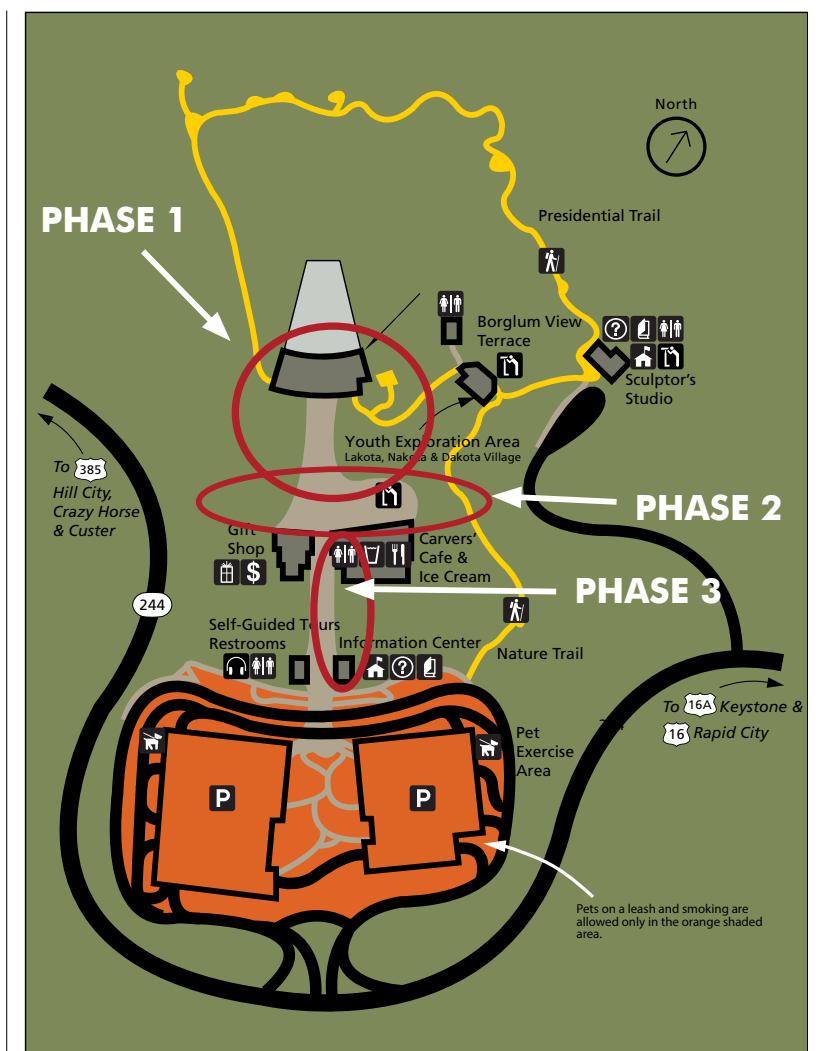 North
PHASE 1
Presidential Trail
Borglum View
Terrace
?
Sculptor's
Studio
Youth Exploration Area
Lakota, Nakota & Dakota Village
To 385
Hill City,
Crazy Horse
& Custer
PHASE 2
Gift
Shop
$
Carvers'
Cafe &
Ice Cream
PHASE 3
244
Self-Guided Tours
Restrooms
Information Center
?
Nature Trail
To 16A Keystone &
16 Rapid City
Pet
Exercise
Area
P
P
Pets on a leash and smoking are
allowed only in the orange shaded
area.